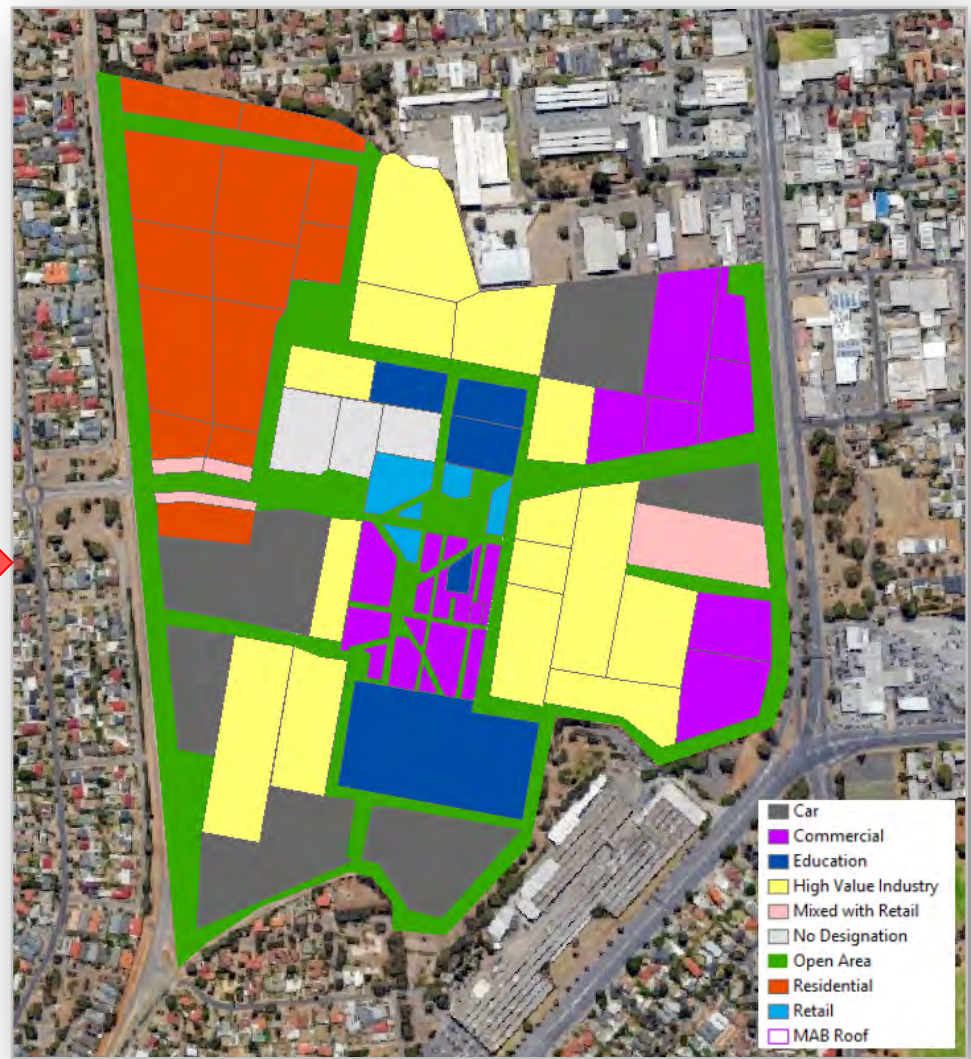 Car
Commercial
Education
High Value Industry
Mixed with Retail
No Designation
Open Area
Residential
Retail
MAB Roof